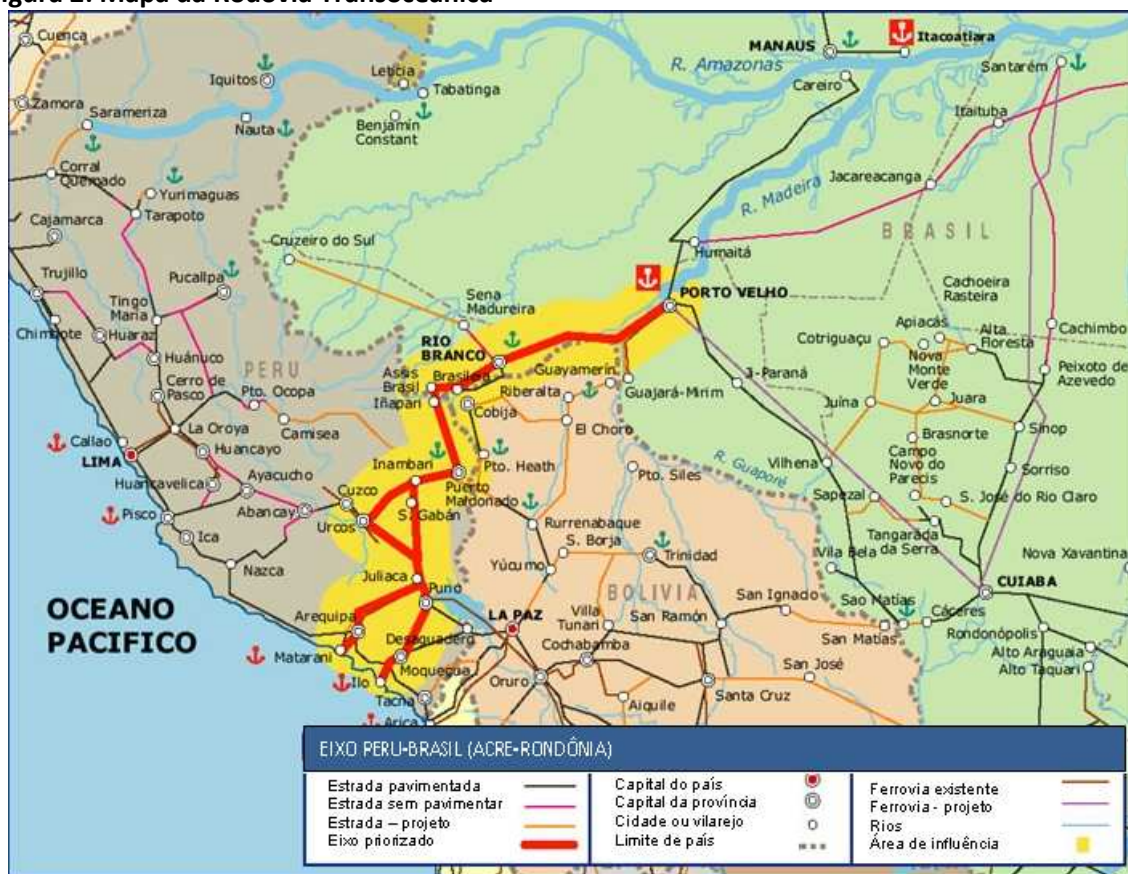 Figura 2: Mapa da Rodovia Transoceânica
Cuenca
Zamora
Sarameriza
Iquitos
Nauta
Leticia
Tabatinga
Benjamin
Constant
MANAUS
Itacoatiara
R. Amazonas
Careiro
Santarém
Itaituba
Jacareacanga
R. Madeira
Humaitá
BRASIL
Corral
Quemado
Yurimaguas
Tarapoto
Cajamarca
Trujillo
Pucallpa
Tingo
Maria
Chimbote
Huaraz
Huánuco
PERU
Cerro de
Pasco
Pto. Ocopa
Camisea
La Oroya
Callao
LIMA
Huancayo
Huancavelica
Ayacucho
Abancay
Pisco
Ica
Nazca
Cruzeiro do Sul
Sena
Madureira
PORTO VELHO
RIO
BRANCO
Assis
Brasil
Brasileia
Iñapari
Cobija
Riberalta
Guayamerín
Guajará-Mirim
El Choro
Inambari
Puerto
Maldonado
Pto. Heath
Pto. Siles
R. Guaporé
Cuzco
Urcos
S. Gabán
Juliaca
Puno
Rurrenabaque
S. Borja
Yúcumo
Trinidad
BOLIVIA
Arequipa
Matarani
Desaguadero
Moquegua
Ilo
Tacna
Arica
LA PAZ
Villa
Tunari
Cochabamba
Oruro
Aiquile
San Ramón
San Ignado
San Matías
Sao Matías
San José
Santa Cruz
Cachoeira
Rasteira
Cotriguaçu
Apiacás
Alta
Floresta
Nova
Monte
Verde
Cachimbo
Peixoto de
Azevedo
J-Paraná
Juína
Juara
Brasnorte
Sinop
Vilhena
Campo
Novo do
Parecis
Sorriso
Sapezal
S. José do Rio Claro
Tangarada
da Serra
Vila Bela
Nova Xavantina
CUIABA
Cáceres
Rondonópolis
Alto Araguaia
Alto Taquari
OCEANO
PACIFICO
EIXO PERU-BRASIL (ACRE-RONDÔNIA)
Estrada pavimentada
Estrada sem pavimentar
Estrada – projeto
Eixo priorizado
Capital do país
Capital da província
Cidade ou vilarejo
Limite de país
Ferrovia existente
Ferrovia - projeto
Rios
Área de influência